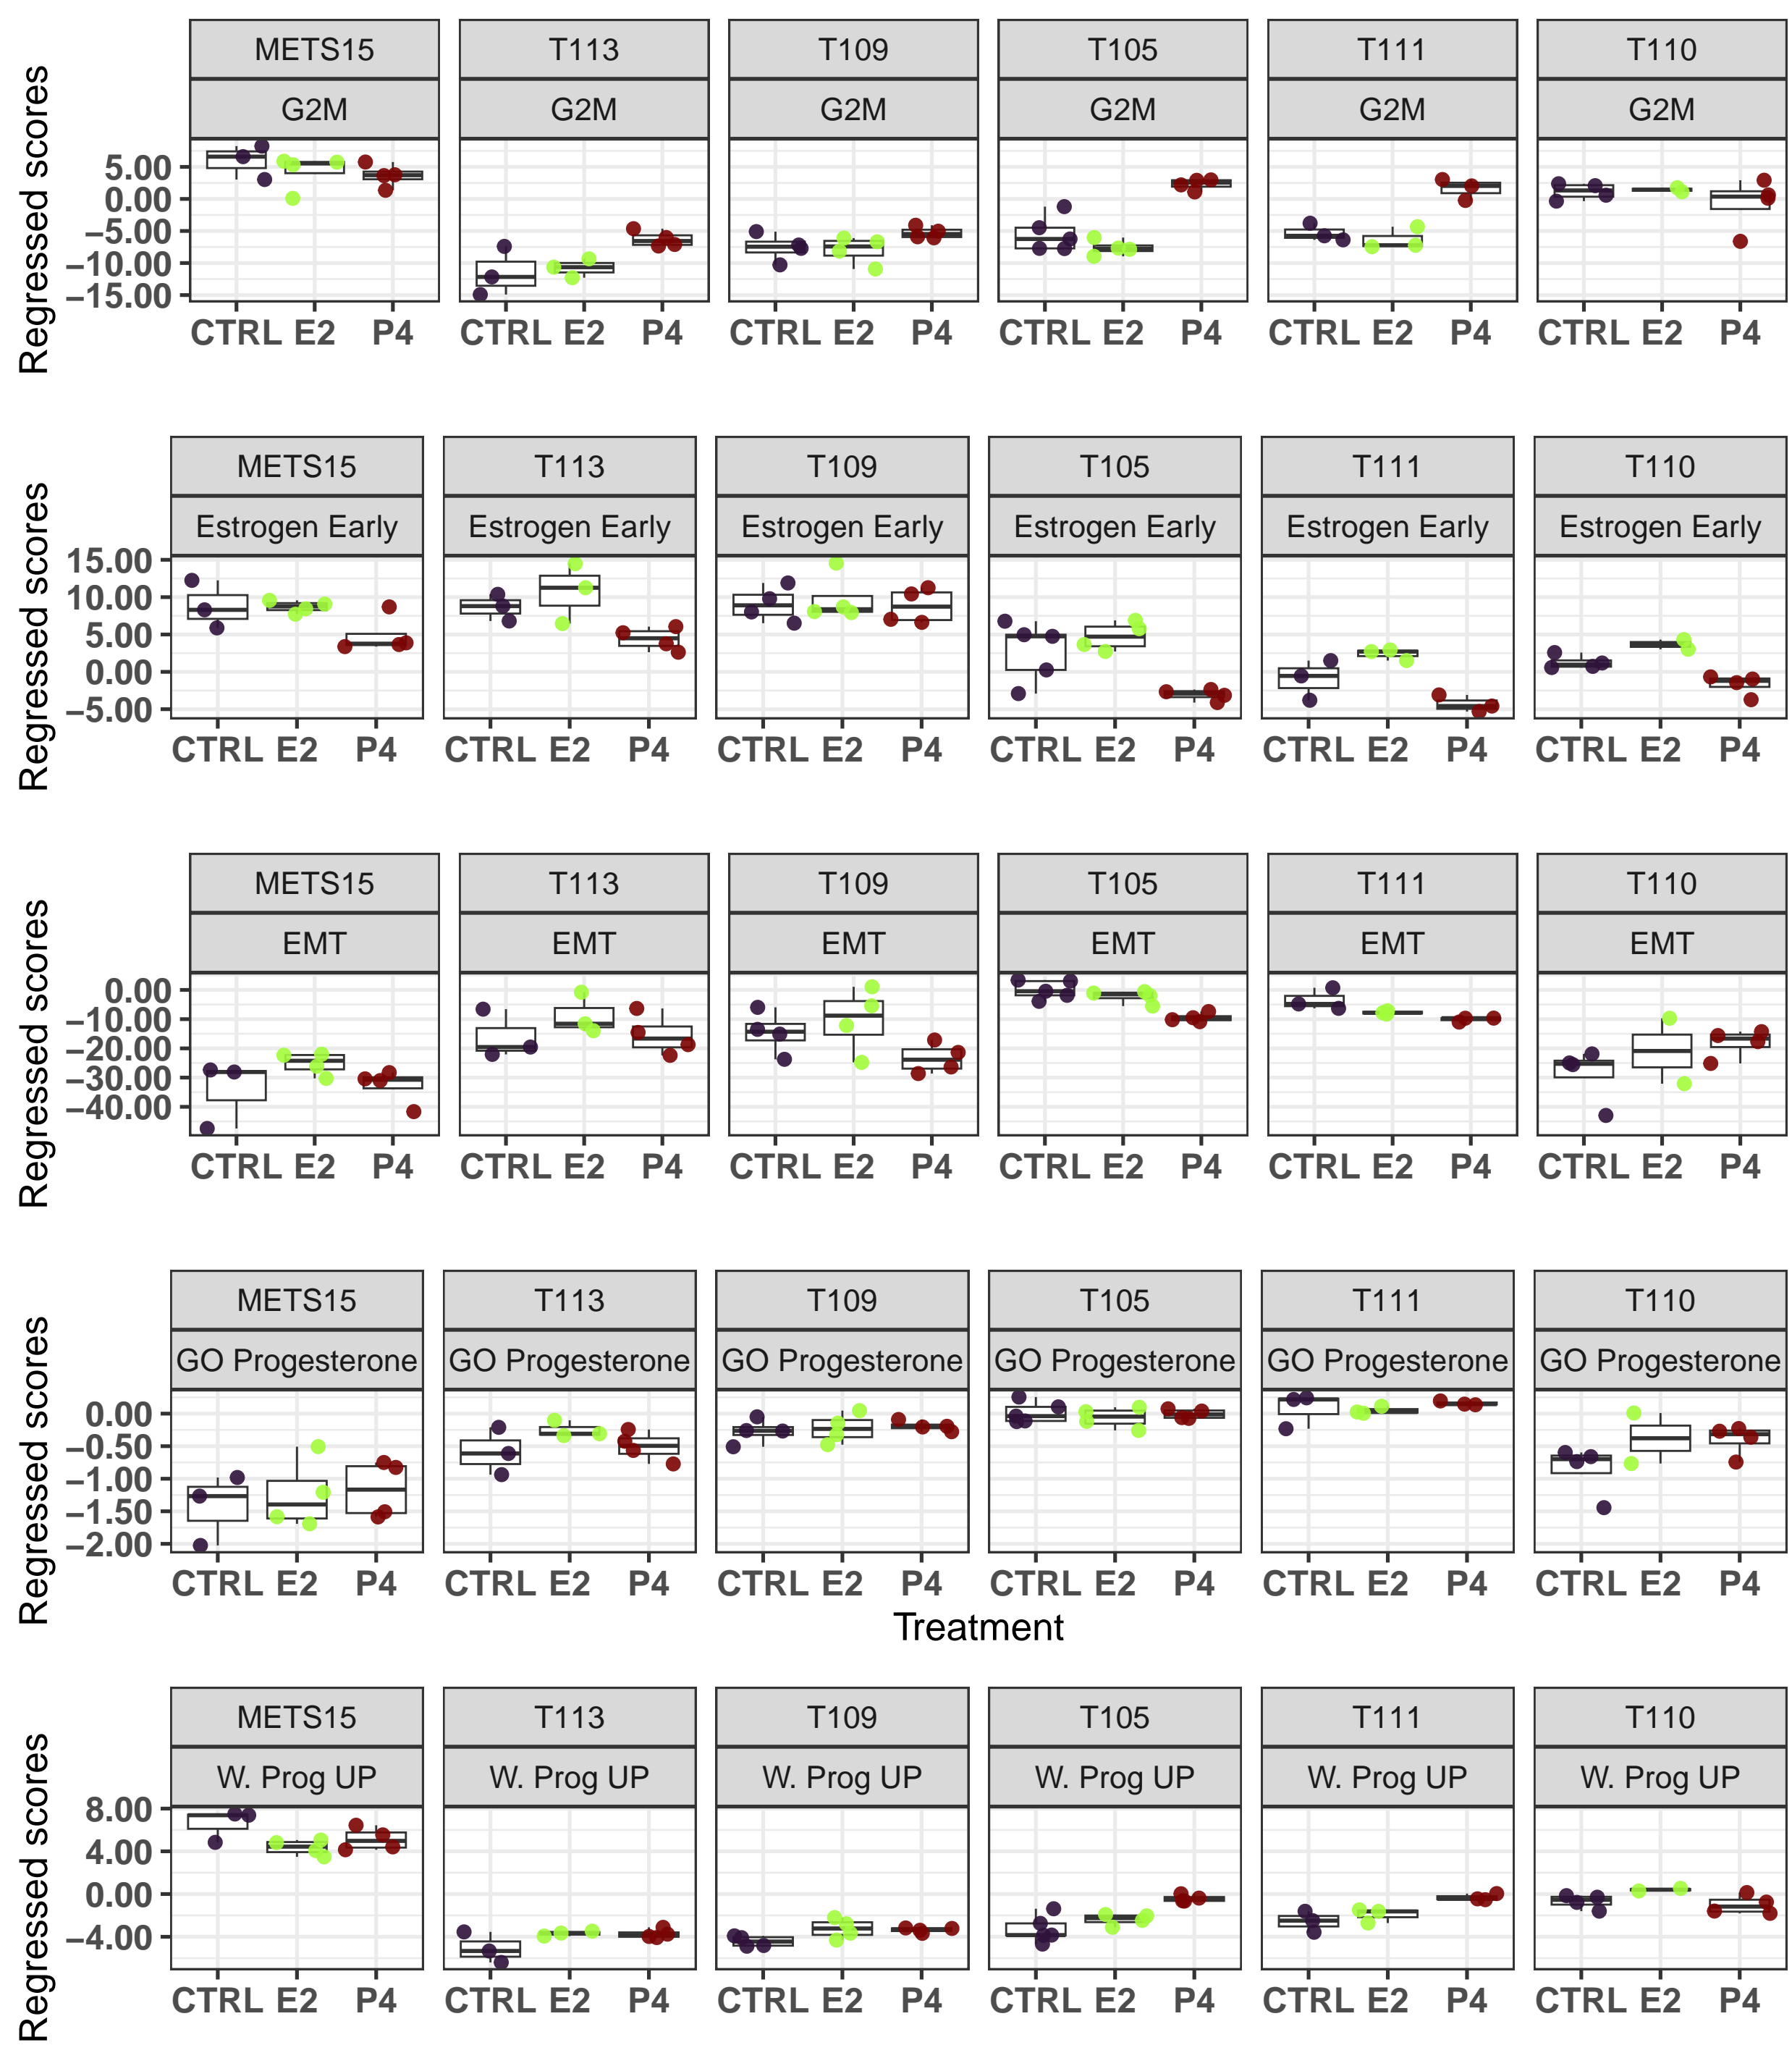 METS15 T113 T109 T105 T111 T110
G2M G2M G2M G2M G2M G2M
Regressed scores
5.00
0.00
−5.00
−10.00
−15.00
CTRL E2 P4 CTRL E2 P4 CTRL E2 P4 CTRL E2 P4 CTRL E2 P4 CTRL E2 P4
METS15 T113 T109 T105 T111 T110
Estrogen Early Estrogen Early Estrogen Early Estrogen Early Estrogen Early Estrogen Early
Regressed scores
15.00
10.00
5.00
0.00
−5.00
CTRL E2 P4 CTRL E2 P4 CTRL E2 P4 CTRL E2 P4 CTRL E2 P4 CTRL E2 P4
METS15 T113 T109 T105 T111 T110
EMT EMT EMT EMT EMT EMT
Regressed scores
0.00
−10.00
−20.00
−30.00
−40.00
CTRL E2 P4 CTRL E2 P4 CTRL E2 P4 CTRL E2 P4 CTRL E2 P4 CTRL E2 P4
METS15 T113 T109 T105 T111 T110
GO Progesterone GO Progesterone GO Progesterone GO Progesterone GO Progesterone GO Progesterone
Regressed scores
0.00
−0.50
−1.00
−1.50
−2.00
CTRL E2 P4 CTRL E2 P4 CTRL E2 P4 CTRL E2 P4 CTRL E2 P4 CTRL E2 P4
Treatment
METS15 T113 T109 T105 T111 T110
W. Prog UP W. Prog UP W. Prog UP W. Prog UP W. Prog UP W. Prog UP
Regressed scores
8.00
4.00
0.00
−4.00
CTRL E2 P4 CTRL E2 P4 CTRL E2 P4 CTRL E2 P4 CTRL E2 P4 CTRL E2 P4